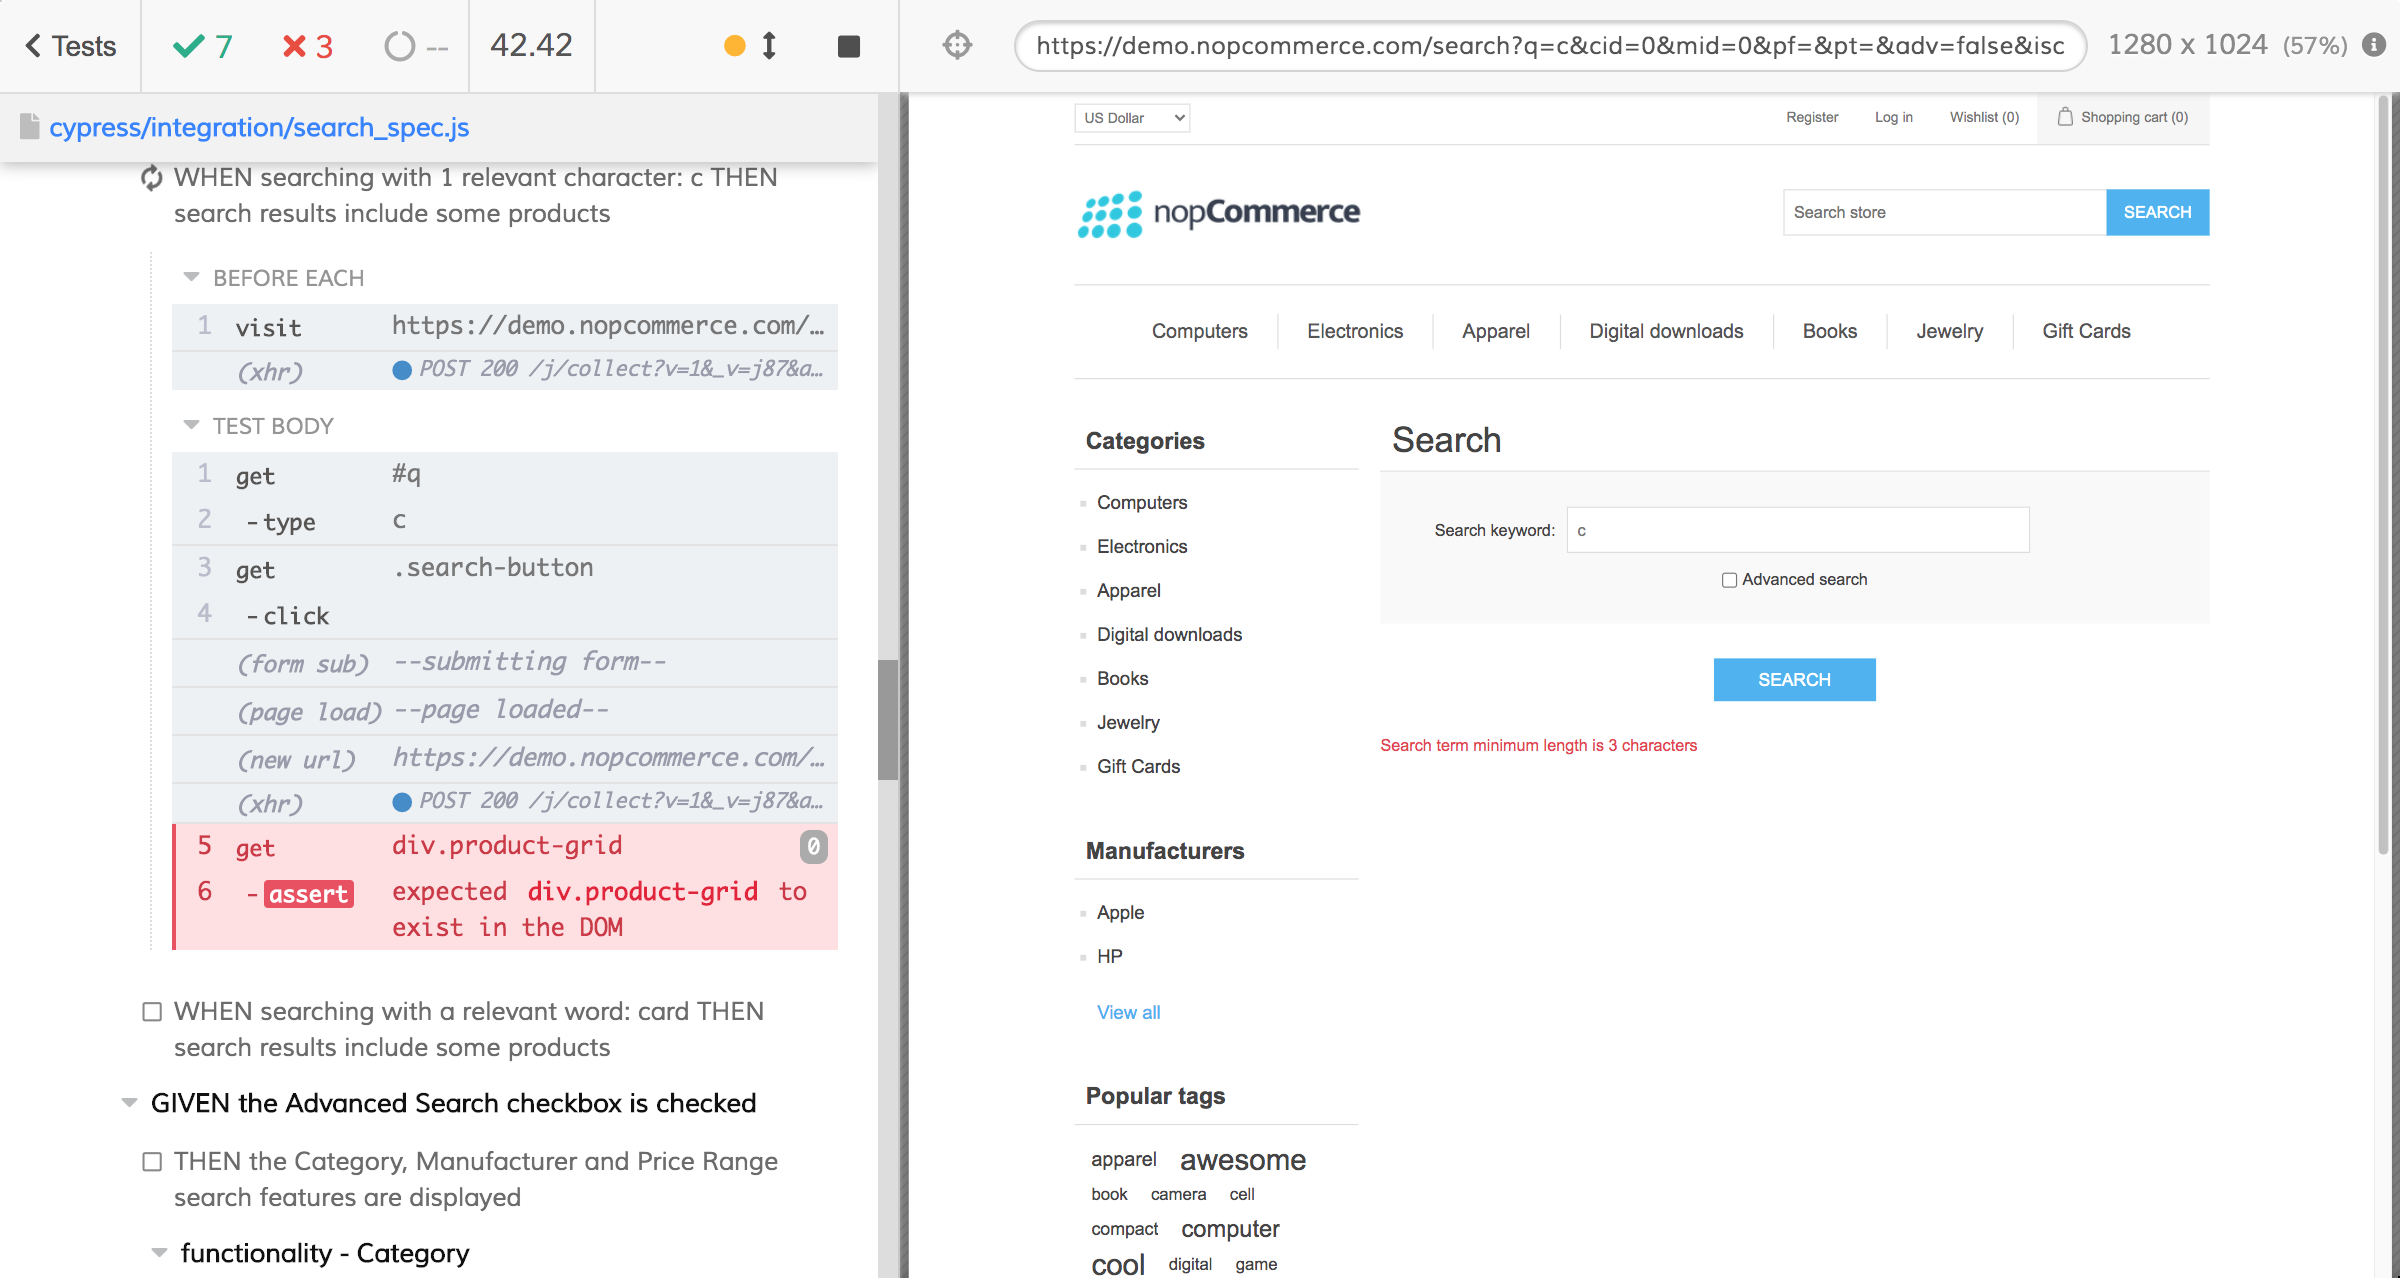 Tests
7
3
--
42.42
https://demo.nopcommerce.com/search?q=c&cid=0&mid=0&pf=&pt=&adv=false&isc
1280 x 1024 (57%)
cypress/integration/search_spec.js
WHEN searching with 1 relevant character: c THEN
search results include some products
BEFORE EACH
1 visit https://demo.nopcommerce.com/…
(xhr) POST 200 /j/collect?v=1&_v=j87&a…
TEST BODY
1 get #q
2 -type c
3 get .search-button
4 -click
(form sub) --submitting form--
(page load) --page loaded--
(new url) https://demo.nopcommerce.com/…
(xhr) POST 200 /j/collect?v=1&_v=j87&a…
5 get div.product-grid 0
6 -assert expected div.product-grid to
exist in the DOM
WHEN searching with a relevant word: card THEN
search results include some products
GIVEN the Advanced Search checkbox is checked
THEN the Category, Manufacturer and Price Range
search features are displayed
functionality - Category
US Dollar
Register Log in Wishlist (0) Shopping cart (0)
nopCommerce
Search store SEARCH
Computers Electronics Apparel Digital downloads Books Jewelry Gift Cards
Categories
Computers
Electronics
Apparel
Digital downloads
Books
Jewelry
Gift Cards
Manufacturers
Apple
HP
View all
Popular tags
apparel awesome
book camera cell
compact computer
cool digital game
Search
Search keyword: c
Advanced search
SEARCH
Search term minimum length is 3 characters